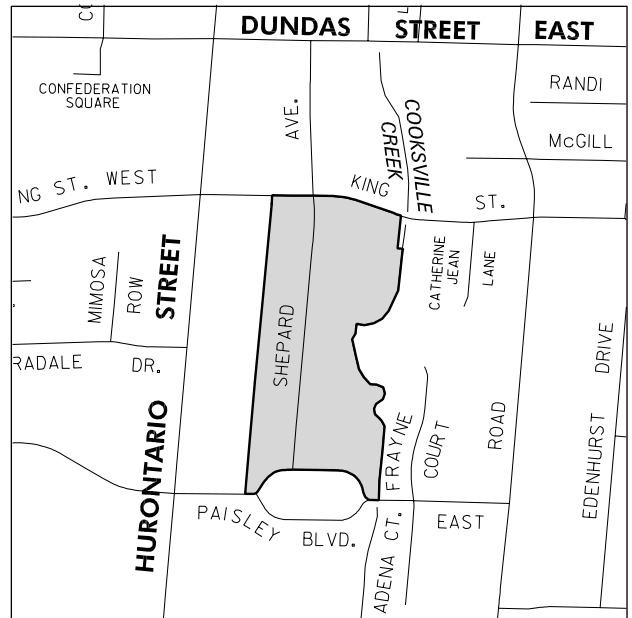 DUNDAS STREET EAST
CONFEDERATION
SQUARE
AVE.
COOKSVILLE
CREEK
RANDI
McGILL
NG ST. WEST
KING ST.
MIMOSA
ROW
STREET
CATHERINE
JEAN
LANE
SHEPARD
RADALE DR.
DRIVE
HURONTARIO
FRAYNE
COURT
ROAD
EDENHURST
PAISLEY
BLVD.
ADENA CT.
EAST